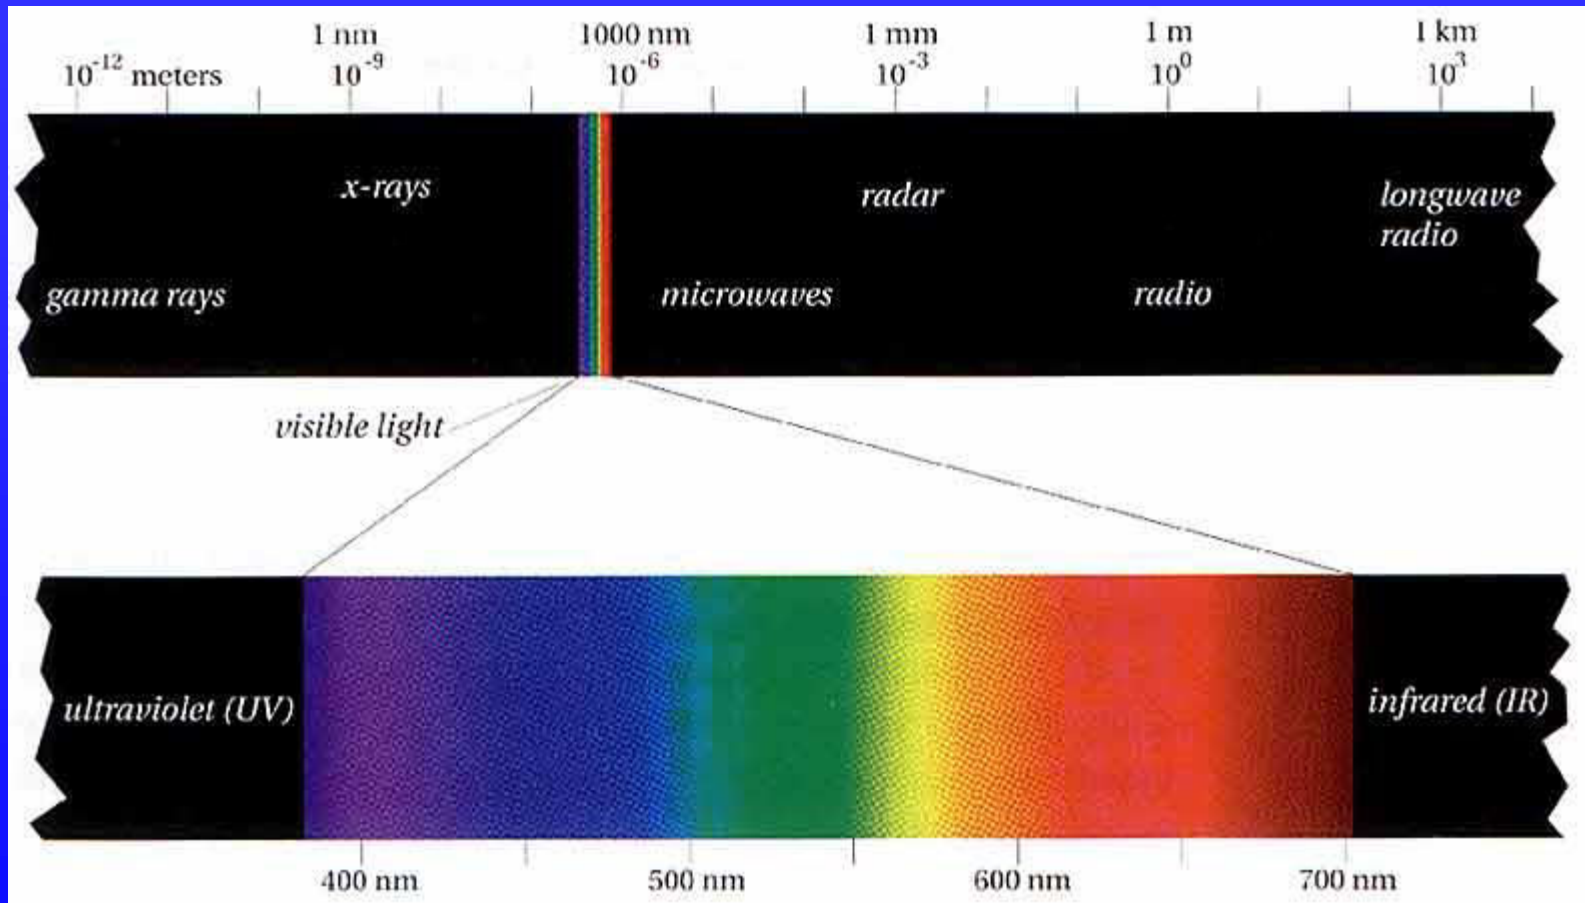 1 nm 1000 nm 1 mm 1 m 1 km
10⁻¹² meters 10⁻⁹ 10⁻⁶ 10⁻³ 10⁰ 10³
x-rays radar longwave
radio
gamma rays microwaves radio
visible light
ultraviolet (UV) infrared (IR)
400 nm 500 nm 600 nm 700 nm